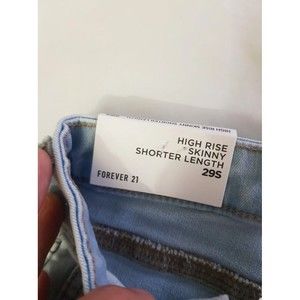 HIGH RISE
SKINNY
SHORTER LENGTH
FOREVER 21
29S